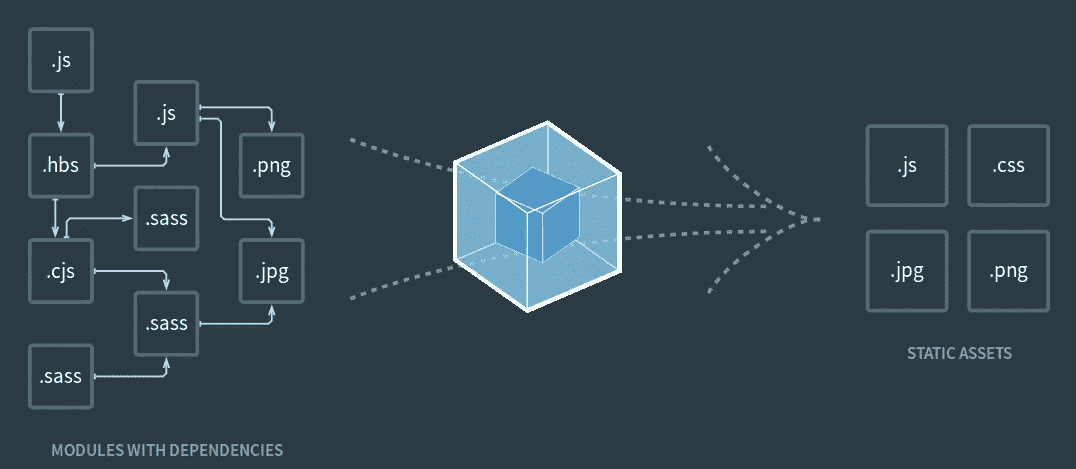 .js
.js
.hbs
.png
.sass
.cjs
.jpg
.sass
.sass
MODULES WITH DEPENDENCIES
.js
.css
.jpg
.png
STATIC ASSETS